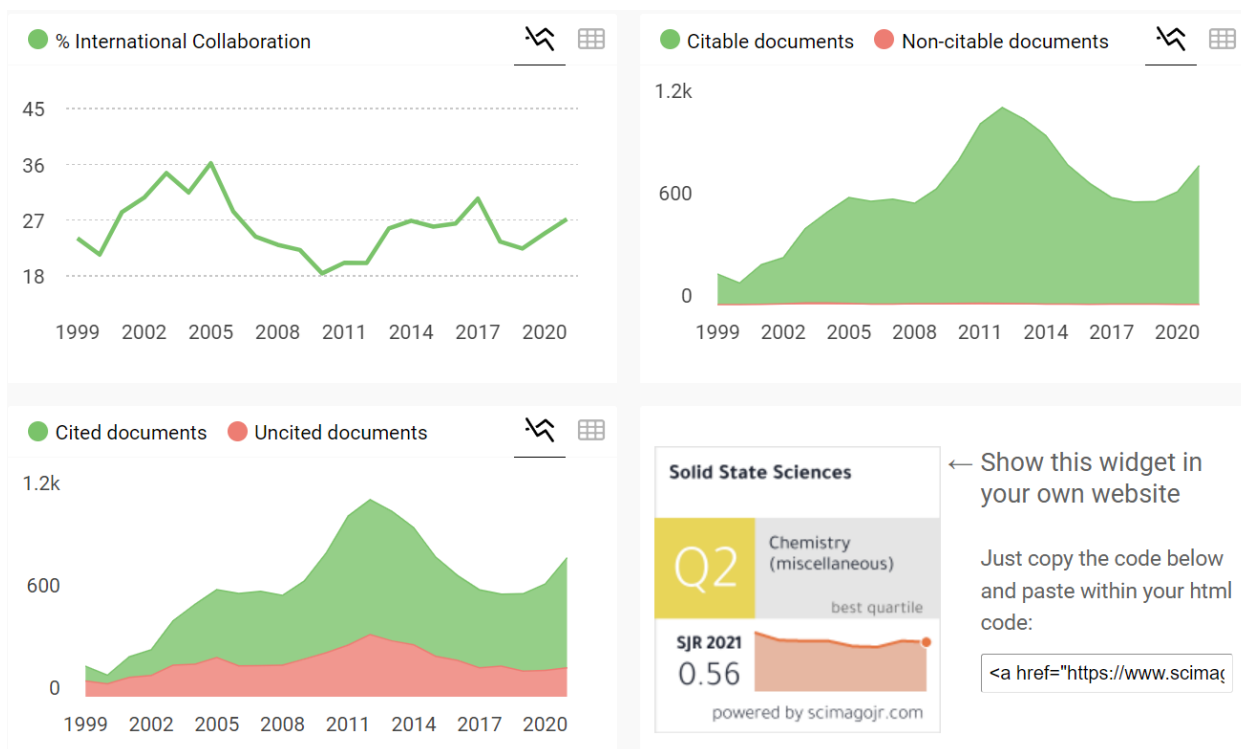 % International Collaboration
45
36
27
18
1999 2002 2005 2008 2011 2014 2017 2020
Citable documents Non-citable documents
1.2k
600
0
1999 2002 2005 2008 2011 2014 2017 2020
Cited documents Uncited documents
1.2k
600
0
1999 2002 2005 2008 2011 2014 2017 2020
Solid State Sciences
Q2
Chemistry
(miscellaneous)
best quartile
SJR 2021
0.56
powered by scimagojr.com
← Show this widget in
your own website
Just copy the code below
and paste within your html
code:
<a href="https://www.scimag